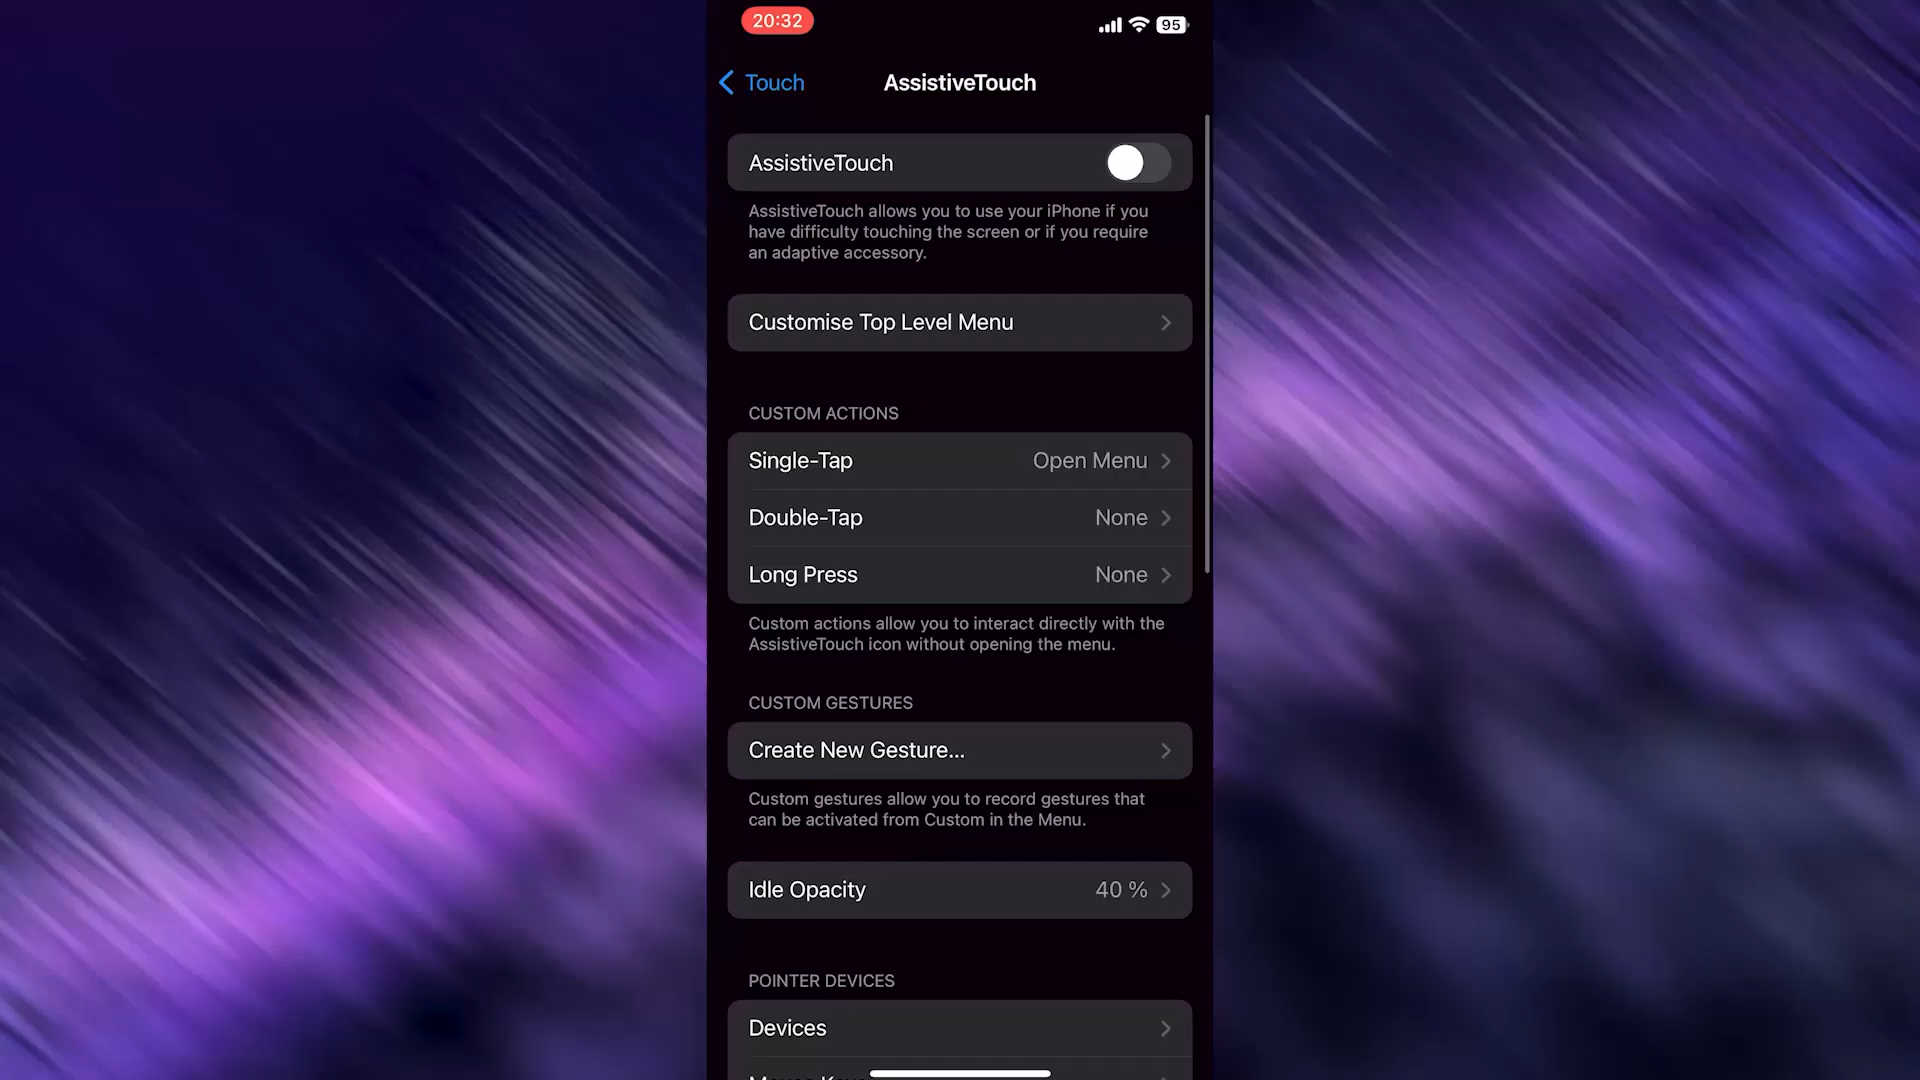 20:32
95
Touch
AssistiveTouch
AssistiveTouch
AssistiveTouch allows you to use your iPhone if you
have difficulty touching the screen or if you require
an adaptive accessory.
Customise Top Level Menu
CUSTOM ACTIONS
Single-Tap Open Menu
Double-Tap None
Long Press None
Custom actions allow you to interact directly with the
AssistiveTouch icon without opening the menu.
CUSTOM GESTURES
Create New Gesture...
Custom gestures allow you to record gestures that
can be activated from Custom in the Menu.
Idle Opacity 40 %
POINTER DEVICES
Devices